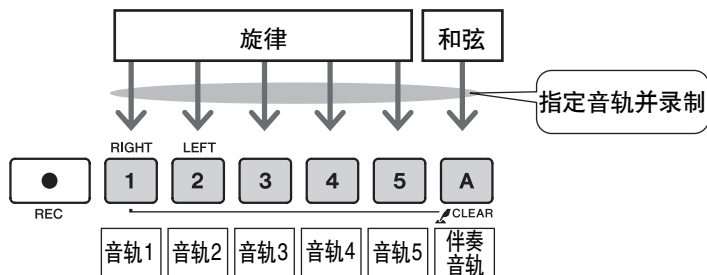 旋律 和弦
指定音轨并录制
RIGHT LEFT
1 2 3 4 5 A
REC CLEAR
音轨1 音轨2 音轨3 音轨4 音轨5 伴奏
音轨